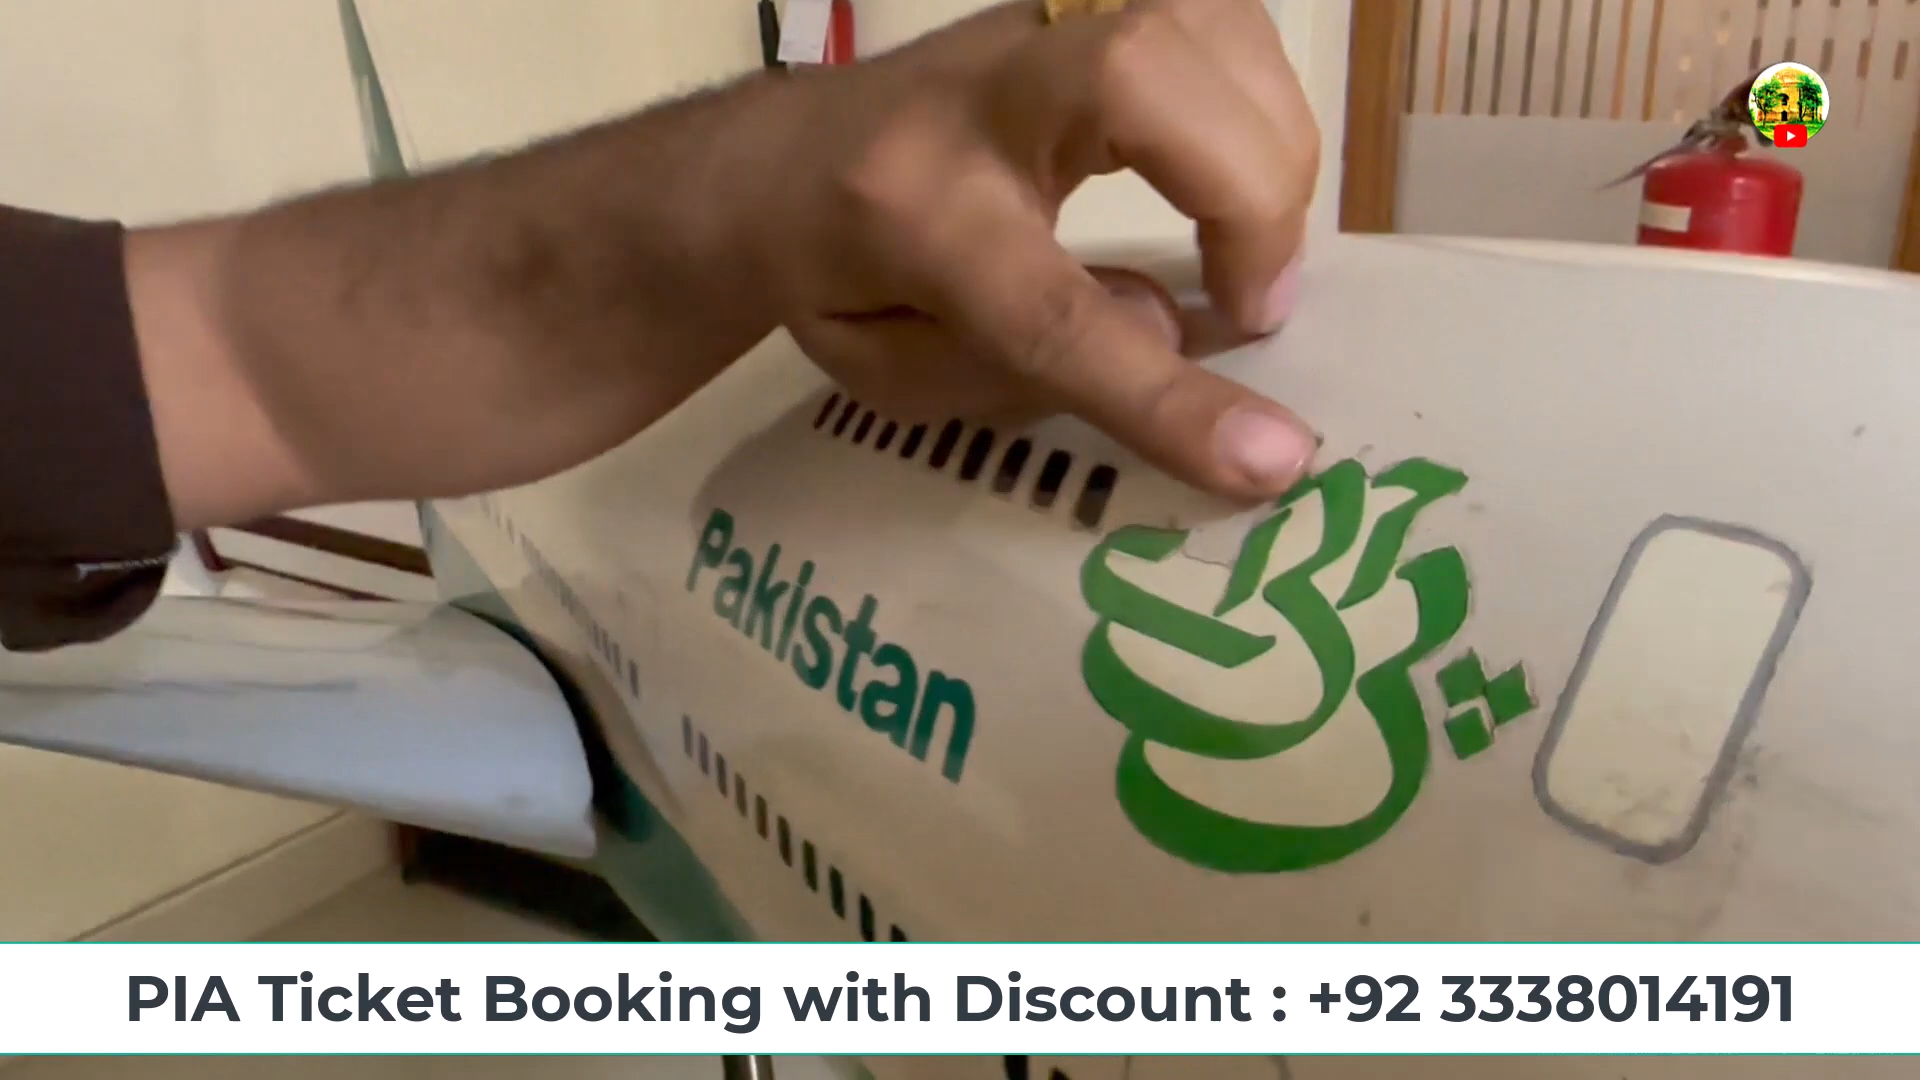 Pakistan
پی آئی اے
PIA Ticket Booking with Discount : +92 3338014191